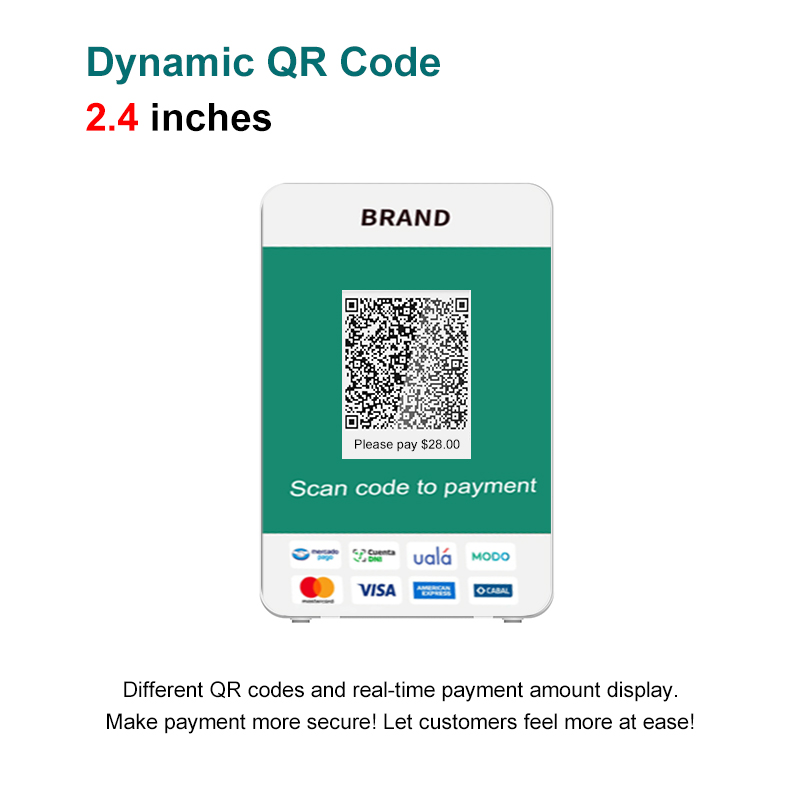 Dynamic QR Code
2.4 inches
BRAND
Please pay $28.00
Scan code to payment
mercado pago
Cuenta DNI
ualá
MODO
mastercard
VISA
AMERICAN EXPRESS
CABAL
Different QR codes and real-time payment amount display.
Make payment more secure! Let customers feel more at ease!